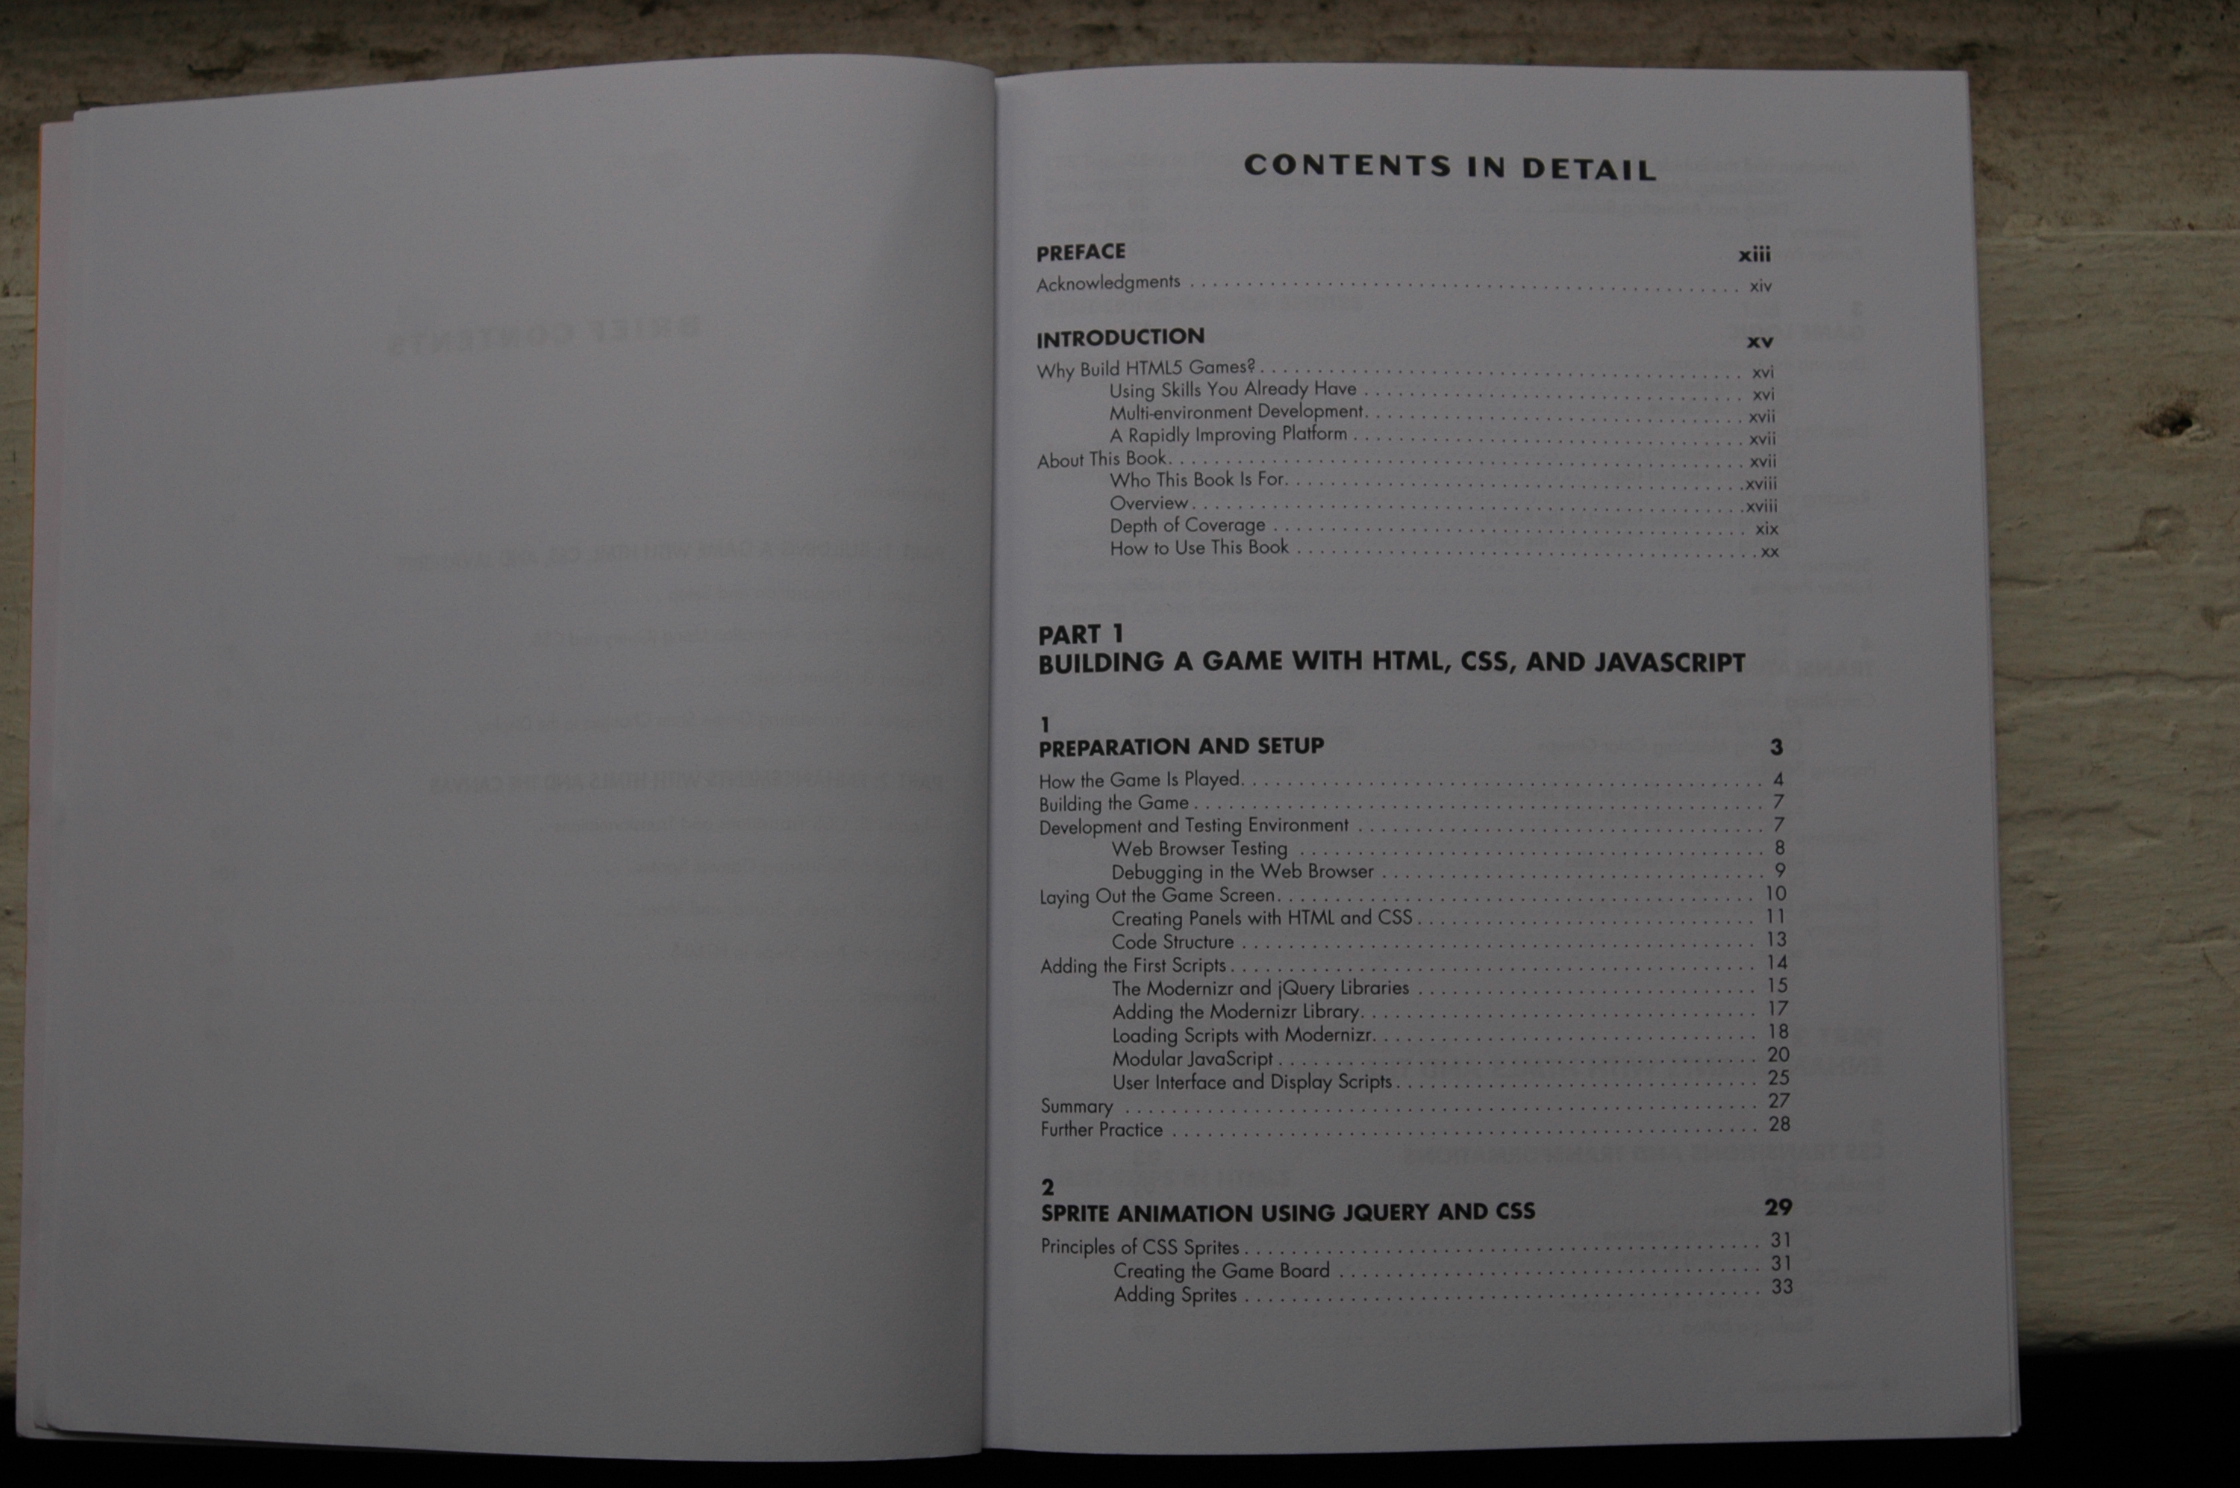 CONTENTS IN DETAIL
PREFACE xiii
Acknowledgments . . . . . . . . . . . . . . . . . . . . xiv
INTRODUCTION xv
Why Build HTML5 Games? . . . . . . . . . . . . . . . . . . . . xvi
Using Skills You Already Have . . . . . . . . . . . . . . . . . . . . xvi
Multi-environment Development . . . . . . . . . . . . . . . . . . . . xvii
A Rapidly Improving Platform . . . . . . . . . . . . . . . . . . . . xvii
About This Book . . . . . . . . . . . . . . . . . . . . xvii
Who This Book Is For . . . . . . . . . . . . . . . . . . . . xviii
Overview . . . . . . . . . . . . . . . . . . . . xviii
Depth of Coverage . . . . . . . . . . . . . . . . . . . . xix
How to Use This Book . . . . . . . . . . . . . . . . . . . . xx
PART 1
BUILDING A GAME WITH HTML, CSS, AND JAVASCRIPT
1
PREPARATION AND SETUP 3
How the Game Is Played . . . . . . . . . . . . . . . . . . . . 4
Building the Game . . . . . . . . . . . . . . . . . . . . 7
Development and Testing Environment . . . . . . . . . . . . . . . . . . . . 7
Web Browser Testing . . . . . . . . . . . . . . . . . . . . 8
Debugging in the Web Browser . . . . . . . . . . . . . . . . . . . . 9
Laying Out the Game Screen . . . . . . . . . . . . . . . . . . . . 10
Creating Panels with HTML and CSS . . . . . . . . . . . . . . . . . . . . 11
Code Structure . . . . . . . . . . . . . . . . . . . . 13
Adding the First Scripts . . . . . . . . . . . . . . . . . . . . 14
The Modernizr and jQuery Libraries . . . . . . . . . . . . . . . . . . . . 15
Adding the Modernizr Library . . . . . . . . . . . . . . . . . . . . 17
Loading Scripts with Modernizr . . . . . . . . . . . . . . . . . . . . 18
Modular JavaScript . . . . . . . . . . . . . . . . . . . . 20
User Interface and Display Scripts . . . . . . . . . . . . . . . . . . . . 25
Summary . . . . . . . . . . . . . . . . . . . . 27
Further Practice . . . . . . . . . . . . . . . . . . . . 28
2
SPRITE ANIMATION USING JQUERY AND CSS 29
Principles of CSS Sprites . . . . . . . . . . . . . . . . . . . . 31
Creating the Game Board . . . . . . . . . . . . . . . . . . . . 31
Adding Sprites . . . . . . . . . . . . . . . . . . . . 33